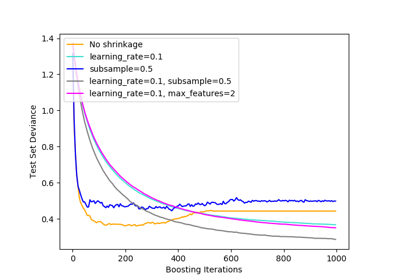 1.4
1.2
1.0
0.8
0.6
0.4
Test Set Deviance
No shrinkage
learning_rate=0.1
subsample=0.5
learning_rate=0.1, subsample=0.5
learning_rate=0.1, max_features=2
0 200 400 600 800 1000
Boosting Iterations